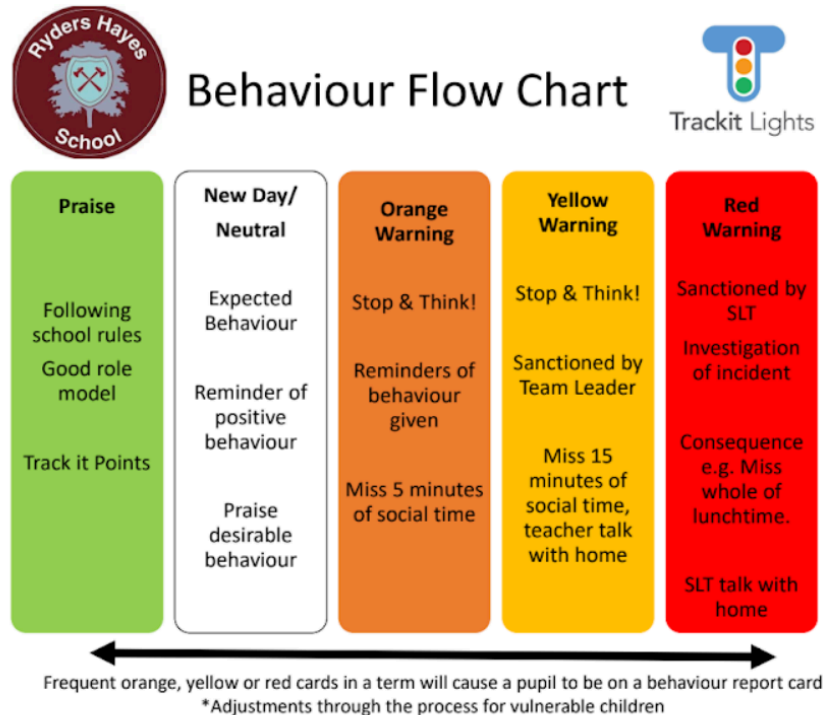 Ryders Hayes
School
Behaviour Flow Chart
Trackit Lights
Praise
Following
school rules
Good role
model
Track it Points
New Day/
Neutral
Expected
Behaviour
Reminder of
positive
behaviour
Praise
desirable
behaviour
Orange
Warning
Stop & Think!
Reminders of
behaviour
given
Miss 5 minutes
of social time
Yellow
Warning
Stop & Think!
Sanctioned by
Team Leader
Miss 15
minutes of
social time,
teacher talk
with home
Red
Warning
Sanctioned by
SLT
Investigation
of incident
Consequence
e.g. Miss
whole of
lunchtime.
SLT talk with
home
Frequent orange, yellow or red cards in a term will cause a pupil to be on a behaviour report card
*Adjustments through the process for vulnerable children